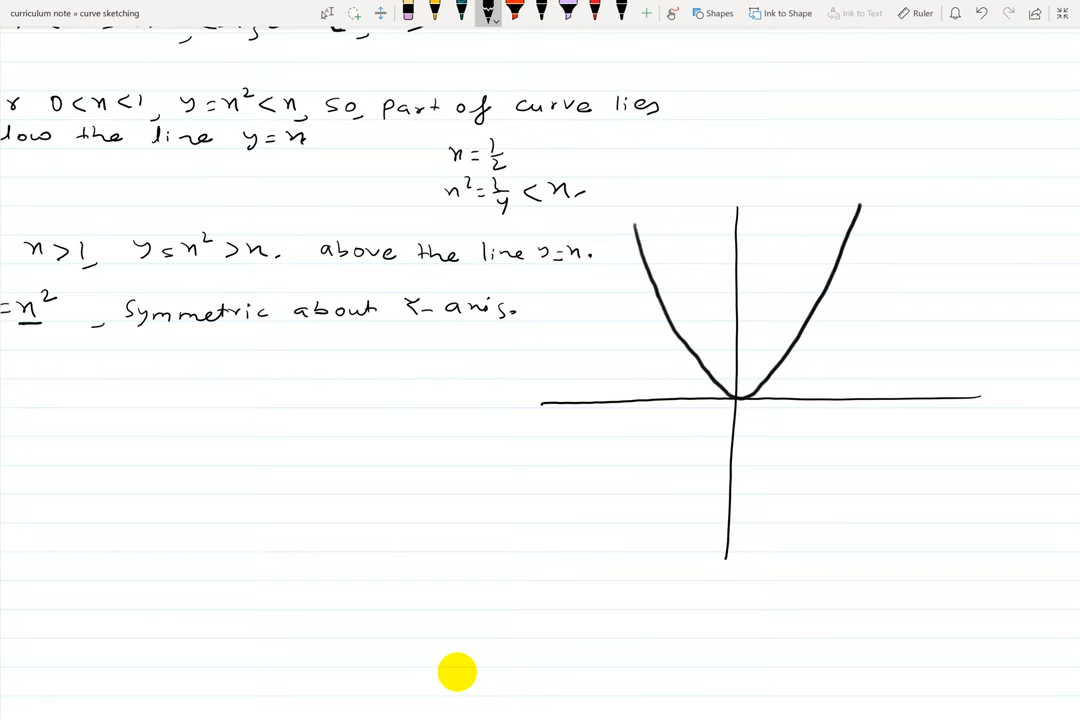 curriculum note » curve sketching
Shapes Ink to Shape Ink to Text Ruler
r 0 < x < 1, y = x² < x, so, part of curve lies
low the line y = x
x = 1/2
x² = 1/4 < x
x > 1, y = x² > x. above the line y = x.
= x², Symmetric about Y- axis.